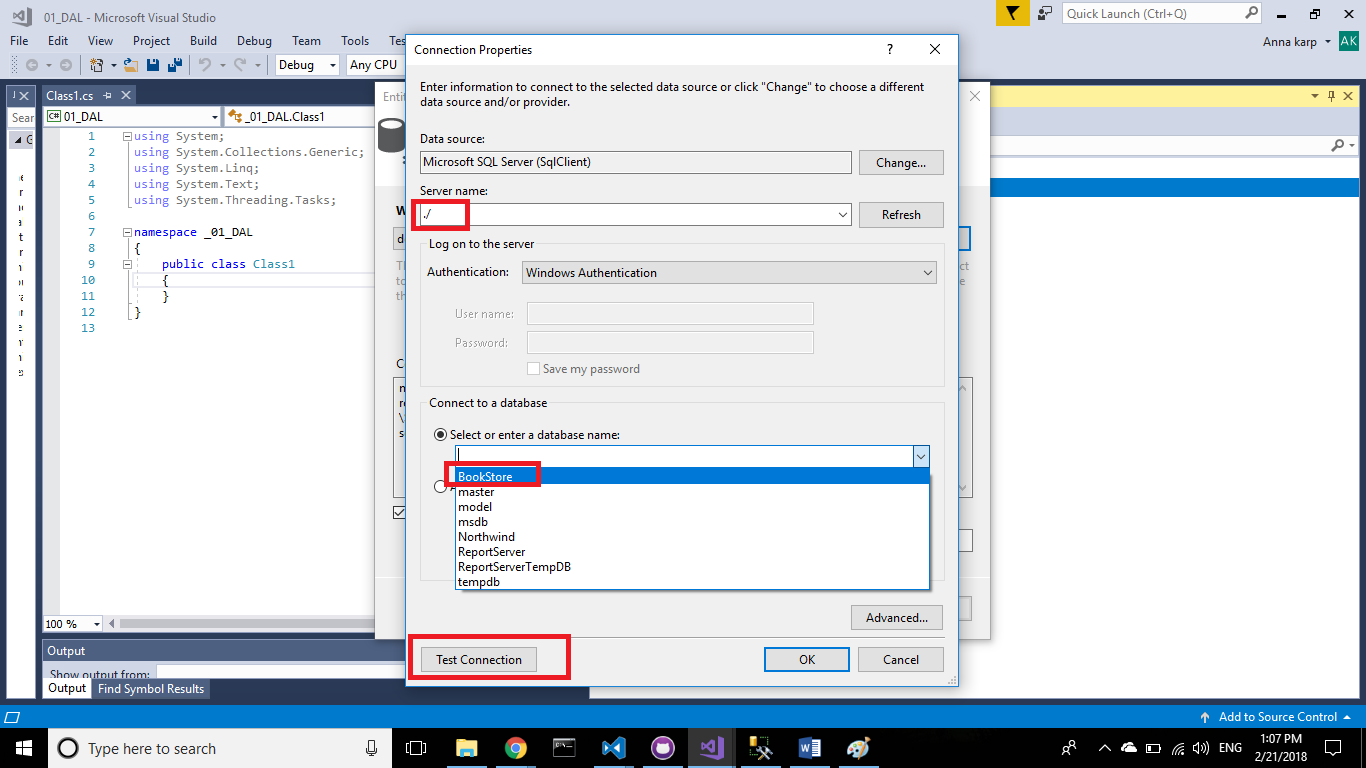 01_DAL - Microsoft Visual Studio
Quick Launch (Ctrl+Q)
File Edit View Project Build Debug Team Tools
Anna karp AK
Debug Any CPU
Class1.cs
01_DAL _01_DAL.Class1
1 using System;
2 using System.Collections.Generic;
3 using System.Linq;
4 using System.Text;
5 using System.Threading.Tasks;
6
7 namespace _01_DAL
8 {
9 public class Class1
10 {
11 }
12 }
13
100 %
Output
Show output from:
Output Find Symbol Results
Connection Properties
?
Enter information to connect to the selected data source or click "Change" to choose a different
data source and/or provider.
Data source:
Microsoft SQL Server (SqlClient)
Change...
Server name:
./
Refresh
Log on to the server
Authentication: Windows Authentication
User name:
Password:
Save my password
Connect to a database
Select or enter a database name:
BookStore
master
model
msdb
Northwind
ReportServer
ReportServerTempDB
tempdb
Advanced...
Test Connection
OK
Cancel
Add to Source Control
Type here to search
ENG
1:07 PM
2/21/2018